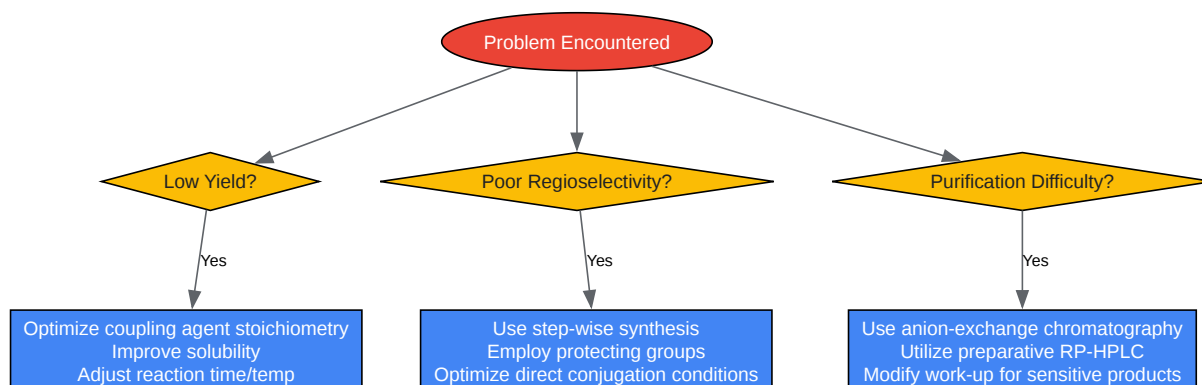 Problem Encountered
Low Yield?
Poor Regioselectivity?
Purification Difficulty?
Yes
Yes
Yes
Optimize coupling agent stoichiometry
Improve solubility
Adjust reaction time/temp
Use step-wise synthesis
Employ protecting groups
Optimize direct conjugation conditions
Use anion-exchange chromatography
Utilize preparative RP-HPLC
Modify work-up for sensitive products